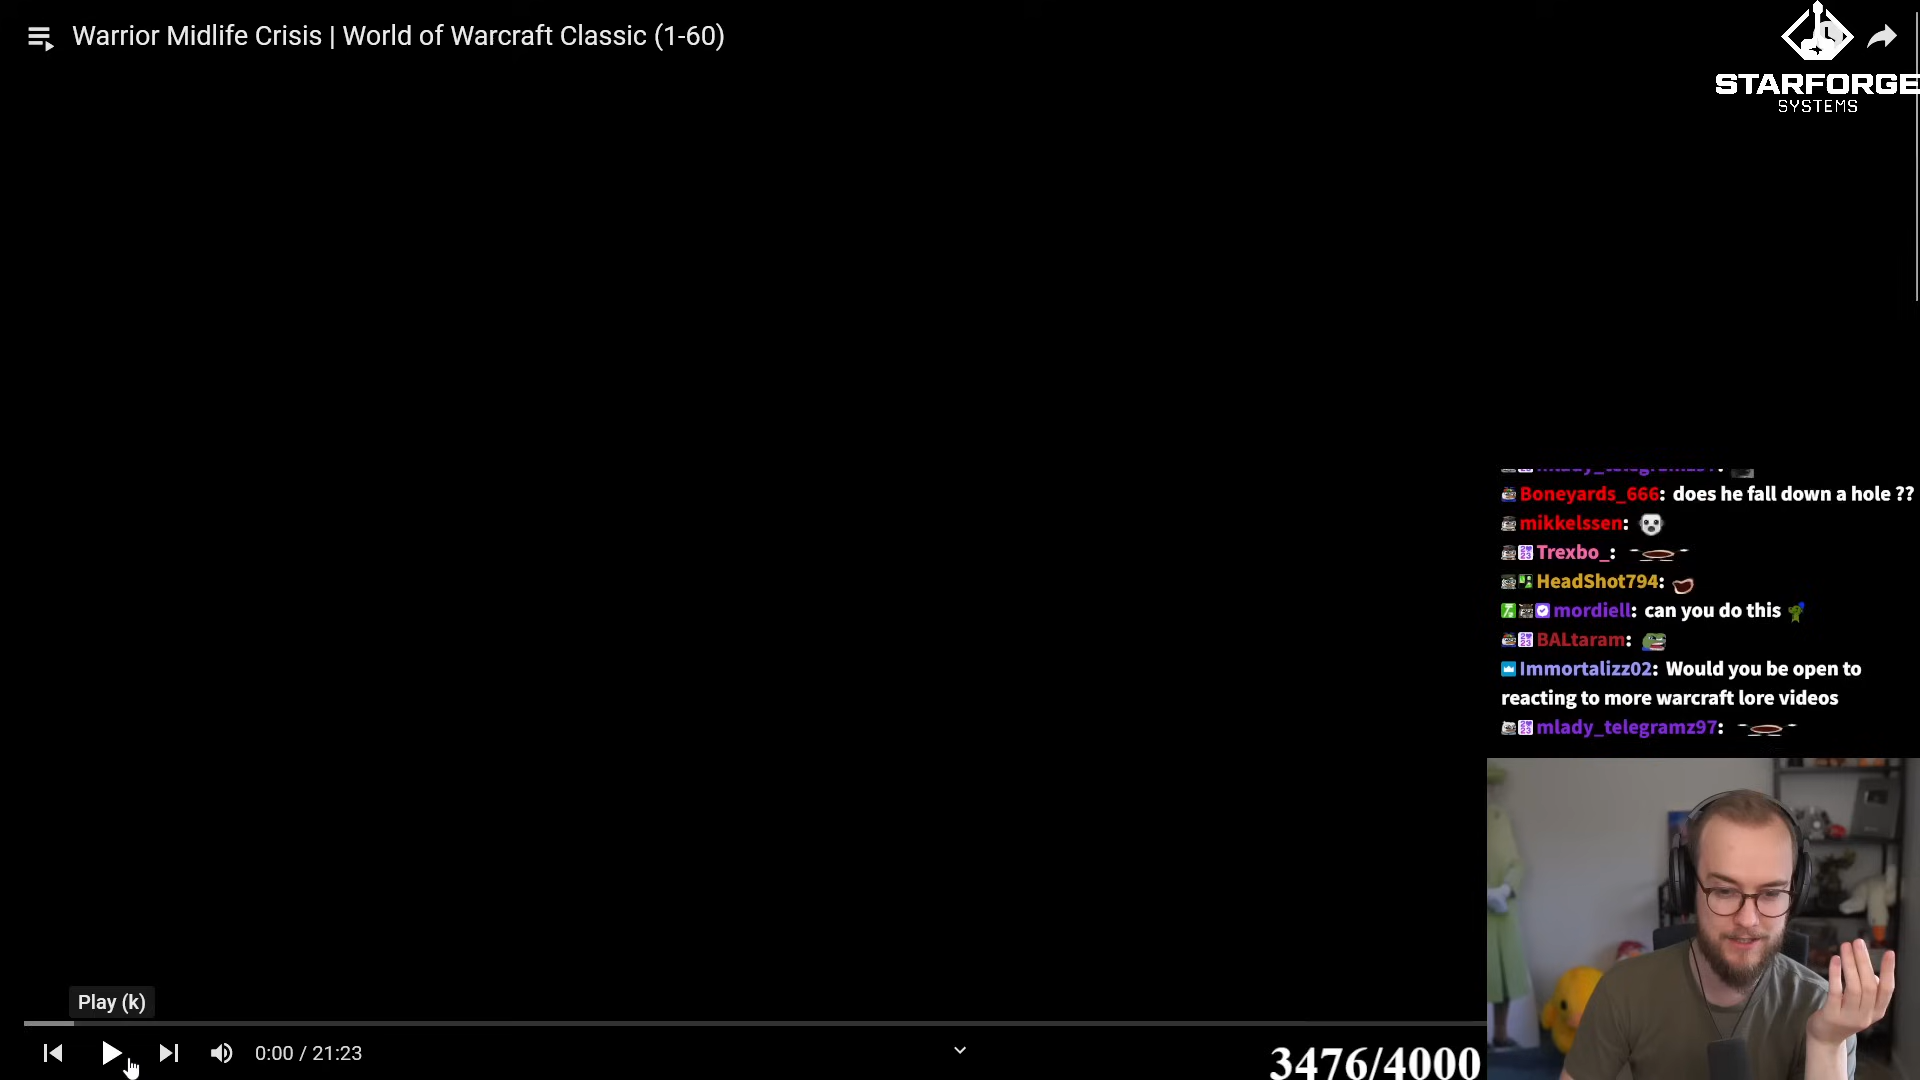 Warrior Midlife Crisis | World of Warcraft Classic (1-60)
STARFORGE
SYSTEMS
Boneyards_666: does he fall down a hole ??
mikkelssen:
Trexbo_:
HeadShot794:
mordiell: can you do this
BALtaram:
Immortalizz02: Would you be open to
reacting to more warcraft lore videos
mlady_telegramz97:
Play (k)
0:00 / 21:23
3476/4000